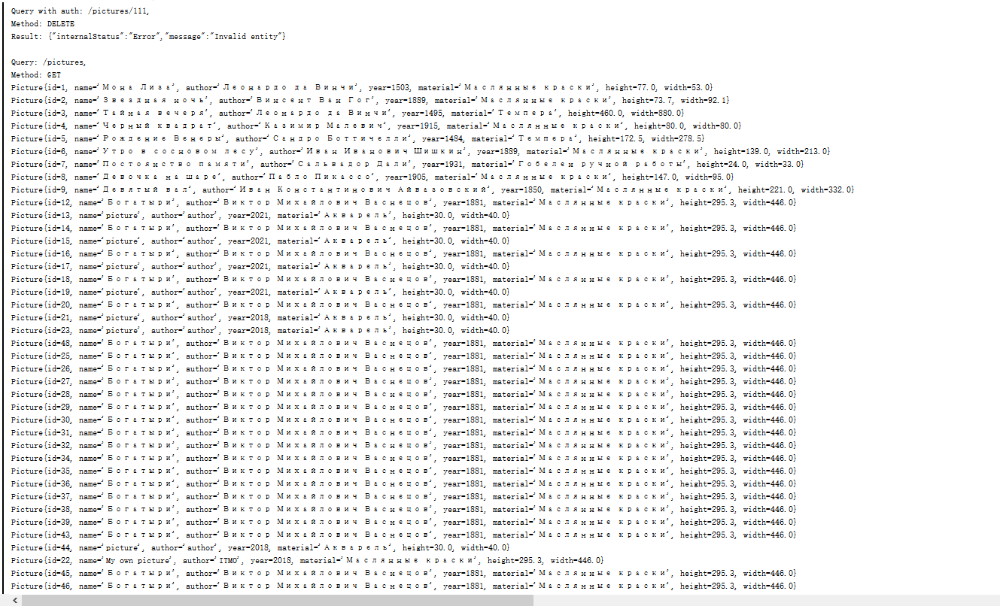 Query with auth: /pictures/111,
Method: DELETE
Result: {"internalStatus":"Error","message":"Invalid entity"}
Query: /pictures,
Method: GET
Picture{id=1, name='Мона Лиза', author='Леонардо да Винчи', year=1503, material='Маслянные краски', height=77.0, width=53.0}
Picture{id=2, name='Звездная ночь', author='Винсент Ван Гог', year=1889, material='Маслянные краски', height=73.7, width=92.1}
Picture{id=3, name='Тайная вечеря', author='Леонардо да Винчи', year=1495, material='Темпера', height=460.0, width=880.0}
Picture{id=4, name='Черный квадрат', author='Казимир Малевич', year=1915, material='Маслянные краски', height=80.0, width=80.0}
Picture{id=5, name='Рождение Венеры', author='Сандро Боттичелли', year=1484, material='Темпера', height=172.5, width=278.5}
Picture{id=6, name='Утро в сосновом лесу', author='Иван Иванович Шишкин', year=1889, material='Маслянные краски', height=139.0, width=213.0}
Picture{id=7, name='Постоянство памяти', author='Сальвадор Дали', year=1931, material='Гобелен ручной работы', height=24.0, width=33.0}
Picture{id=8, name='Девочка на шаре', author='Пабло Пикассо', year=1905, material='Маслянные краски', height=147.0, width=95.0}
Picture{id=9, name='Девятый вал', author='Иван Константинович Айвазовский', year=1850, material='Маслянные краски', height=221.0, width=332.0}
Picture{id=12, name='Богатыри', author='Виктор Михайлович Васнецов', year=1881, material='Маслянные краски', height=295.3, width=446.0}
Picture{id=13, name='picture', author='author', year=2021, material='Акварель', height=30.0, width=40.0}
Picture{id=14, name='Богатыри', author='Виктор Михайлович Васнецов', year=1881, material='Маслянные краски', height=295.3, width=446.0}
Picture{id=15, name='picture', author='author', year=2021, material='Акварель', height=30.0, width=40.0}
Picture{id=16, name='Богатыри', author='Виктор Михайлович Васнецов', year=1881, material='Маслянные краски', height=295.3, width=446.0}
Picture{id=17, name='picture', author='author', year=2021, material='Акварель', height=30.0, width=40.0}
Picture{id=18, name='Богатыри', author='Виктор Михайлович Васнецов', year=1881, material='Маслянные краски', height=295.3, width=446.0}
Picture{id=19, name='picture', author='author', year=2021, material='Акварель', height=30.0, width=40.0}
Picture{id=20, name='Богатыри', author='Виктор Михайлович Васнецов', year=1881, material='Маслянные краски', height=295.3, width=446.0}
Picture{id=21, name='picture', author='author', year=2018, material='Акварель', height=30.0, width=40.0}
Picture{id=23, name='picture', author='author', year=2018, material='Акварель', height=30.0, width=40.0}
Picture{id=48, name='Богатыри', author='Виктор Михайлович Васнецов', year=1881, material='Маслянные краски', height=295.3, width=446.0}
Picture{id=25, name='Богатыри', author='Виктор Михайлович Васнецов', year=1881, material='Маслянные краски', height=295.3, width=446.0}
Picture{id=26, name='Богатыри', author='Виктор Михайлович Васнецов', year=1881, material='Маслянные краски', height=295.3, width=446.0}
Picture{id=27, name='Богатыри', author='Виктор Михайлович Васнецов', year=1881, material='Маслянные краски', height=295.3, width=446.0}
Picture{id=28, name='Богатыри', author='Виктор Михайлович Васнецов', year=1881, material='Маслянные краски', height=295.3, width=446.0}
Picture{id=29, name='Богатыри', author='Виктор Михайлович Васнецов', year=1881, material='Маслянные краски', height=295.3, width=446.0}
Picture{id=30, name='Богатыри', author='Виктор Михайлович Васнецов', year=1881, material='Маслянные краски', height=295.3, width=446.0}
Picture{id=31, name='Богатыри', author='Виктор Михайлович Васнецов', year=1881, material='Маслянные краски', height=295.3, width=446.0}
Picture{id=32, name='Богатыри', author='Виктор Михайлович Васнецов', year=1881, material='Маслянные краски', height=295.3, width=446.0}
Picture{id=34, name='Богатыри', author='Виктор Михайлович Васнецов', year=1881, material='Маслянные краски', height=295.3, width=446.0}
Picture{id=35, name='Богатыри', author='Виктор Михайлович Васнецов', year=1881, material='Маслянные краски', height=295.3, width=446.0}
Picture{id=36, name='Богатыри', author='Виктор Михайлович Васнецов', year=1881, material='Маслянные краски', height=295.3, width=446.0}
Picture{id=37, name='Богатыри', author='Виктор Михайлович Васнецов', year=1881, material='Маслянные краски', height=295.3, width=446.0}
Picture{id=38, name='Богатыри', author='Виктор Михайлович Васнецов', year=1881, material='Маслянные краски', height=295.3, width=446.0}
Picture{id=39, name='Богатыри', author='Виктор Михайлович Васнецов', year=1881, material='Маслянные краски', height=295.3, width=446.0}
Picture{id=43, name='Богатыри', author='Виктор Михайлович Васнецов', year=1881, material='Маслянные краски', height=295.3, width=446.0}
Picture{id=44, name='picture', author='author', year=2018, material='Акварель', height=30.0, width=40.0}
Picture{id=22, name='My own picture', author='ITMO', year=2018, material='Маслянные краски', height=295.3, width=446.0}
Picture{id=45, name='Богатыри', author='Виктор Михайлович Васнецов', year=1881, material='Маслянные краски', height=295.3, width=446.0}
Picture{id=46, name='Богатыри', author='Виктор Михайлович Васнецов', year=1881, material='Маслянные краски', height=295.3, width=446.0}